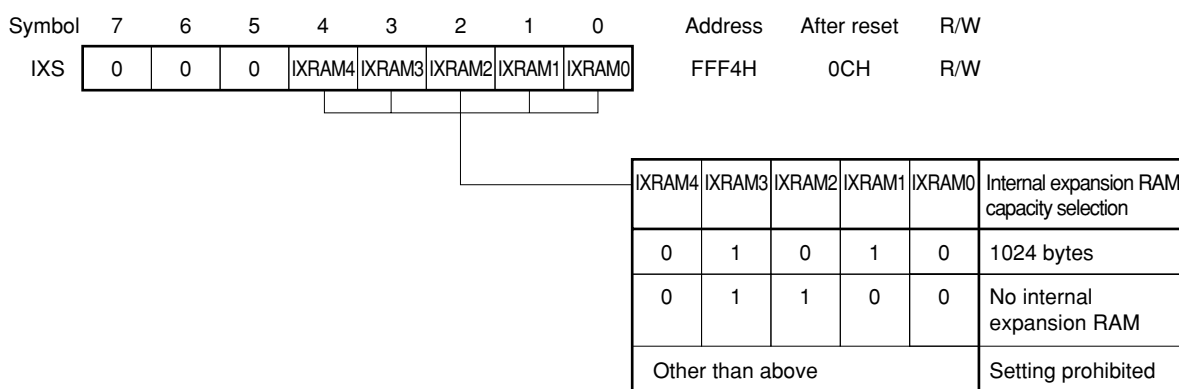 Symbol 7 6 5 4 3 2 1 0 Address After reset R/W
IXS 0 0 0 IXRAM4 IXRAM3 IXRAM2 IXRAM1 IXRAM0 FFF4H 0CH R/W
IXRAM4 IXRAM3 IXRAM2 IXRAM1 IXRAM0 Internal expansion RAM
capacity selection
0 1 0 1 0 1024 bytes
0 1 1 0 0 No internal
expansion RAM
Other than above Setting prohibited